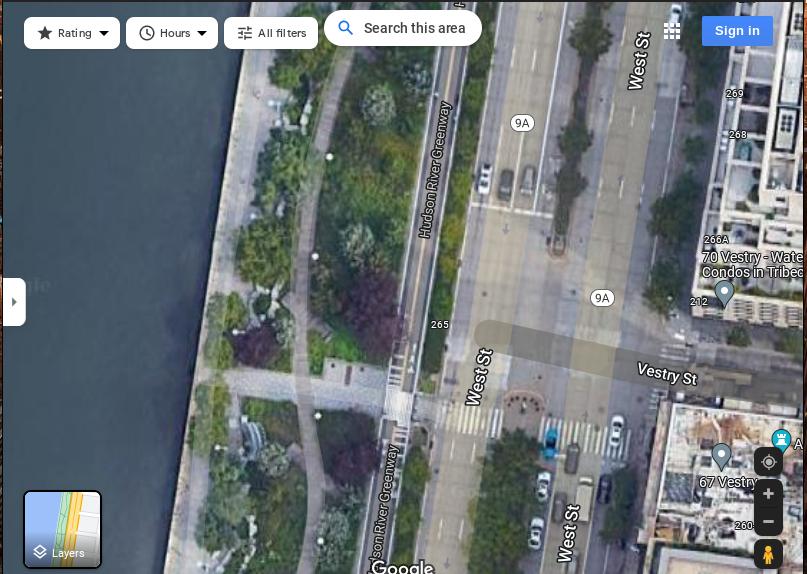 Rating
Hours
All filters
Search this area
Sign in
West St
269
9A
268
Hudson River Greenway
266A
70 Vestry - Wate
Condos in Tribec
9A
212
265
West St
Vestry St
A
67 Vestry
260
son River Greenway
West St
Layers
Google